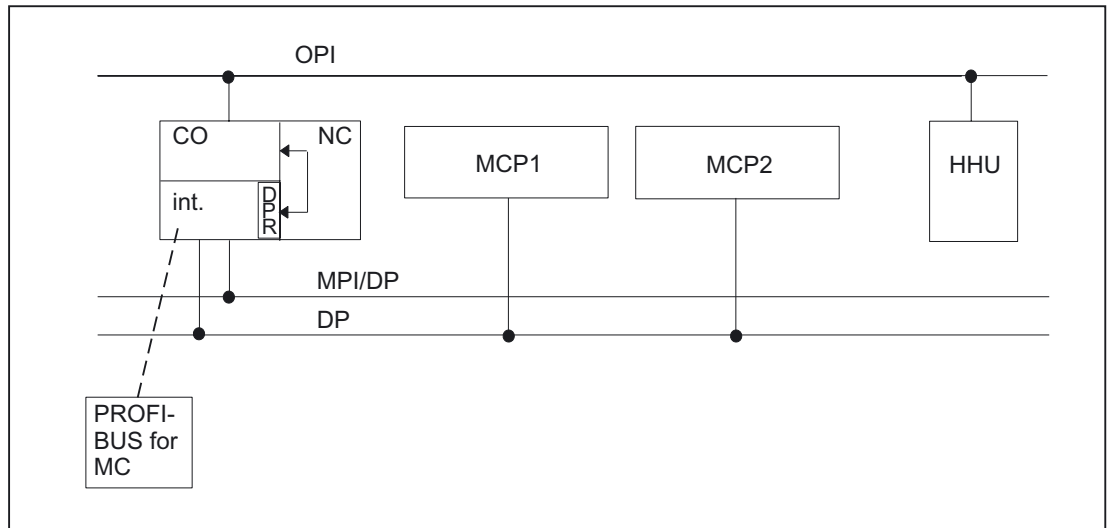 OPI
CO
NC
MCP1
MCP2
HHU
int.
D
P
R
MPI/DP
DP
PROFI-
BUS for
MC